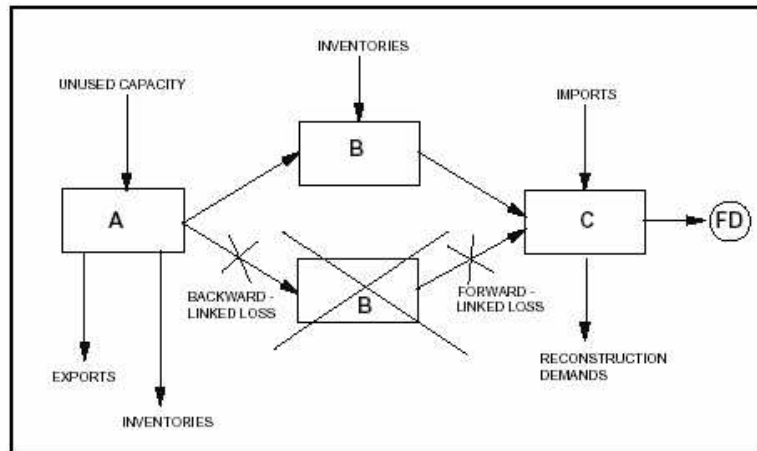 INVENTORIES
UNUSED CAPACITY
IMPORTS
B
A
C
FD
BACKWARD -
LINKED LOSS
B
FORWARD -
LINKED LOSS
EXPORTS
INVENTORIES
RECONSTRUCTION
DEMANDS